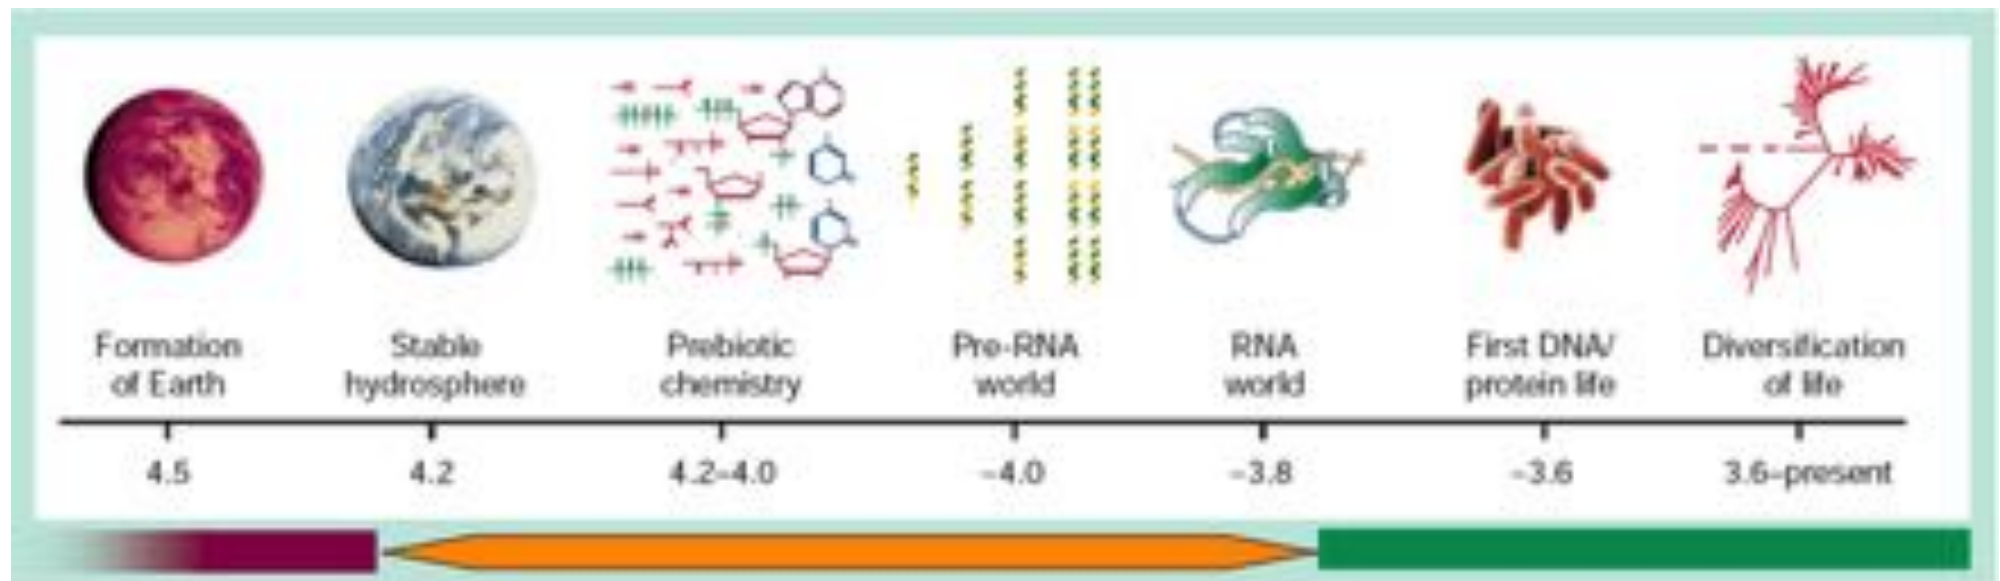 Formation
of Earth
Stable
hydrosphere
Prebiotic
chemistry
Pre-RNA
world
RNA
world
First DNA/
protein life
Diversification
of life
4.5
4.2
4.2–4.0
~4.0
~3.8
~3.6
3.6–present